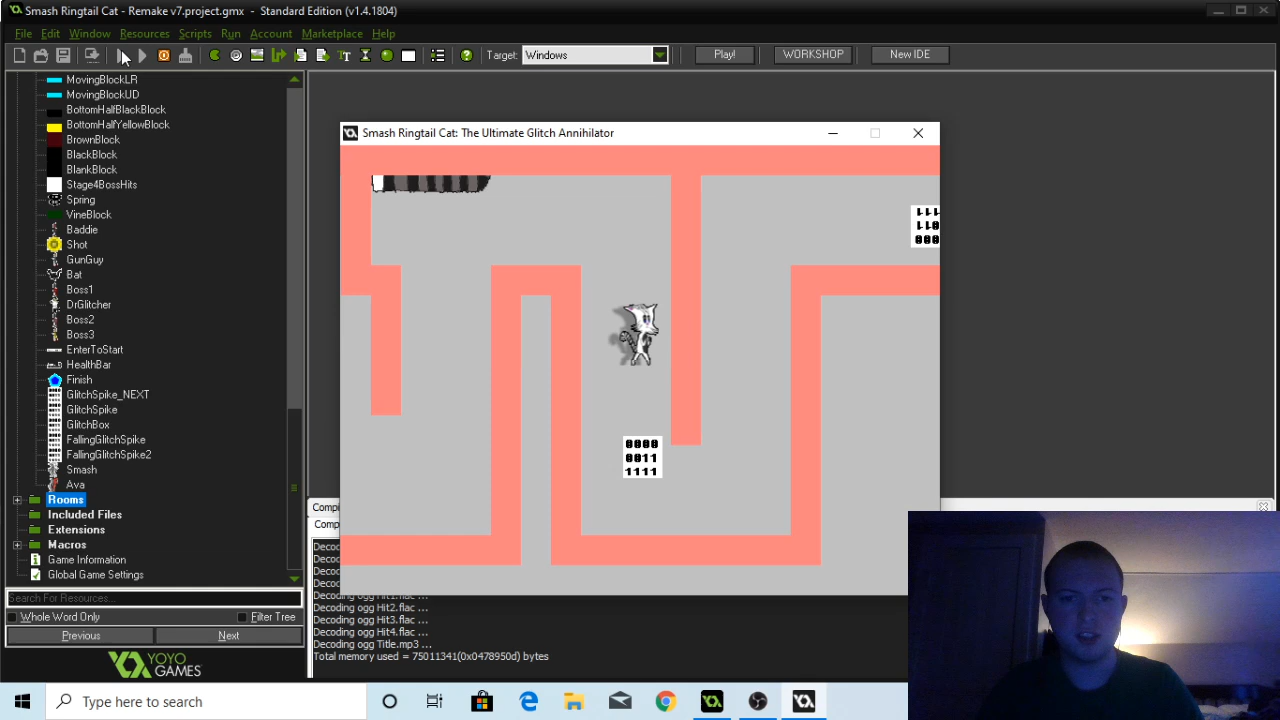 Smash Ringtail Cat - Remake v7.project.gmx - Standard Edition (v1.4.1804)
File Edit Window Resources Scripts Run Account Marketplace Help
Target: Windows
Play!
WORKSHOP
New IDE
MovingBlockLR
MovingBlockUD
BottomHalfBlackBlock
BottomHalfYellowBlock
BrownBlock
BlackBlock
BlankBlock
Stage4BossHits
Spring
VineBlock
Baddie
Shot
GunGuy
Bat
Boss1
DrGlitcher
Boss2
Boss3
EnterToStart
HealthBar
Finish
GlitchSpike_NEXT
GlitchSpike
GlitchBox
FallingGlitchSpike
FallingGlitchSpike2
Smash
Ava
Rooms
Included Files
Extensions
Macros
Game Information
Global Game Settings
Search For Resources...
Whole Word Only
Filter Tree
Previous
Next
YOYO
GAMES
Smash Ringtail Cat: The Ultimate Glitch Annihilator
0000
0011
1111
Decoding ogg Hit1.flac ...
Decoding ogg Hit2.flac ...
Decoding ogg Hit3.flac ...
Decoding ogg Hit4.flac ...
Decoding ogg Title.mp3 ...
Total memory used = 75011341(0x0478950d) bytes
Type here to search